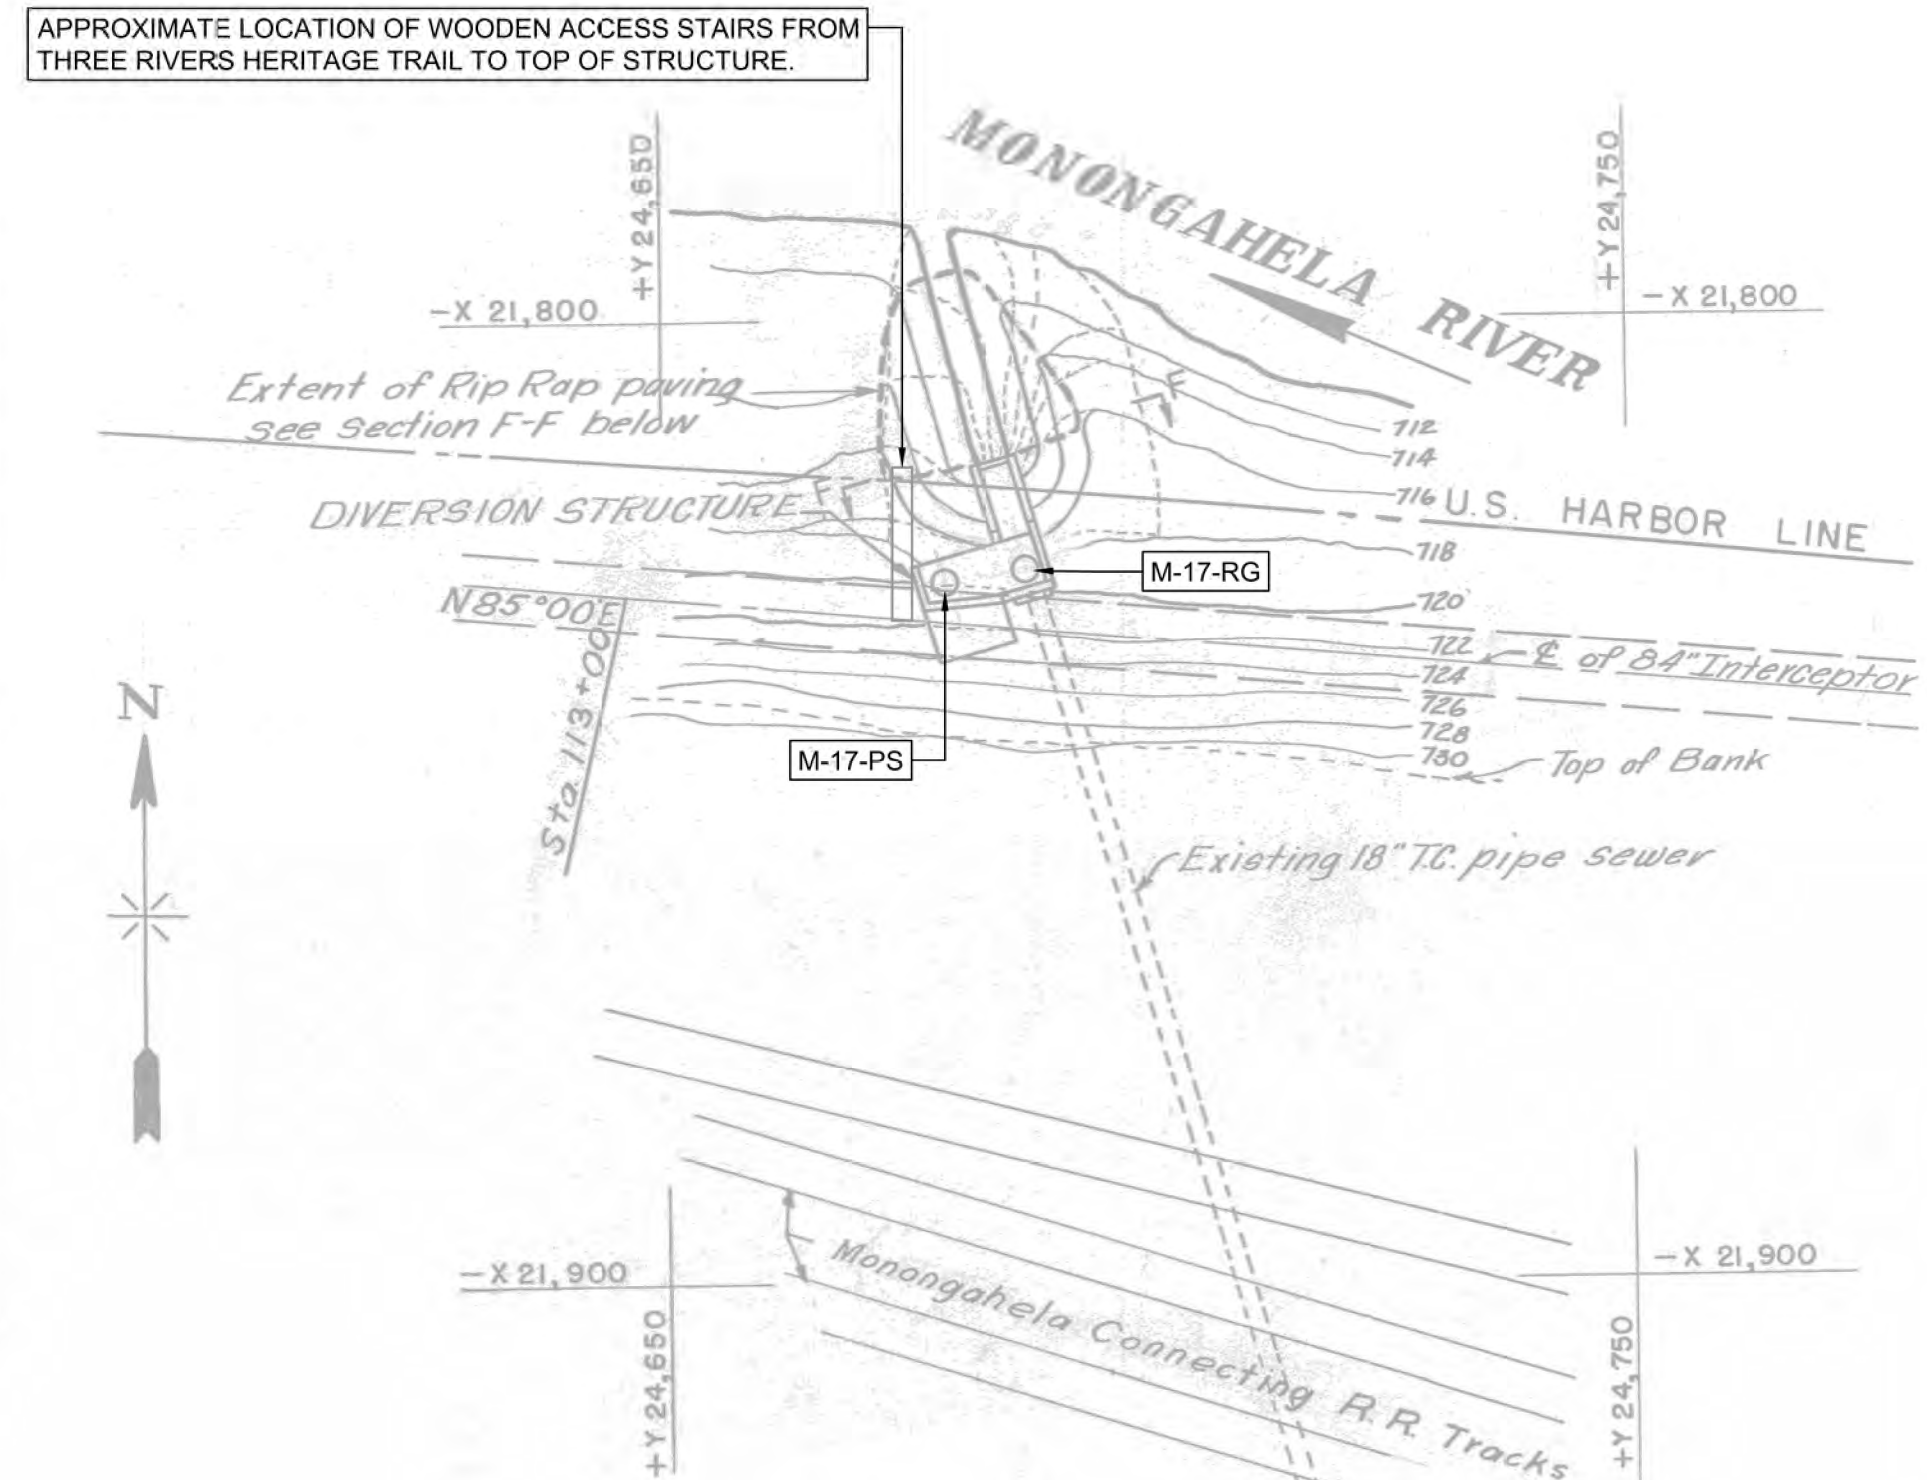 APPROXIMATE LOCATION OF WOODEN ACCESS STAIRS FROM
THREE RIVERS HERITAGE TRAIL TO TOP OF STRUCTURE.
MONONGAHELA RIVER
+Y 24,650
+Y 24,750
-X 21,800
-X 21,800
Extent of Rip Rap paving
see section F-F below
F
F
712
714
716
U.S. HARBOR LINE
DIVERSION STRUCTURE
718
M-17-RG
N85°00'E
720
722
℄ of 84" Interceptor
724
726
728
730
Top of Bank
Sta. 113+00
N
M-17-PS
Existing 18" T.C. pipe sewer
-X 21,900
-X 21,900
Monongahela Connecting R.R. Tracks
+Y 24,650
+Y 24,750